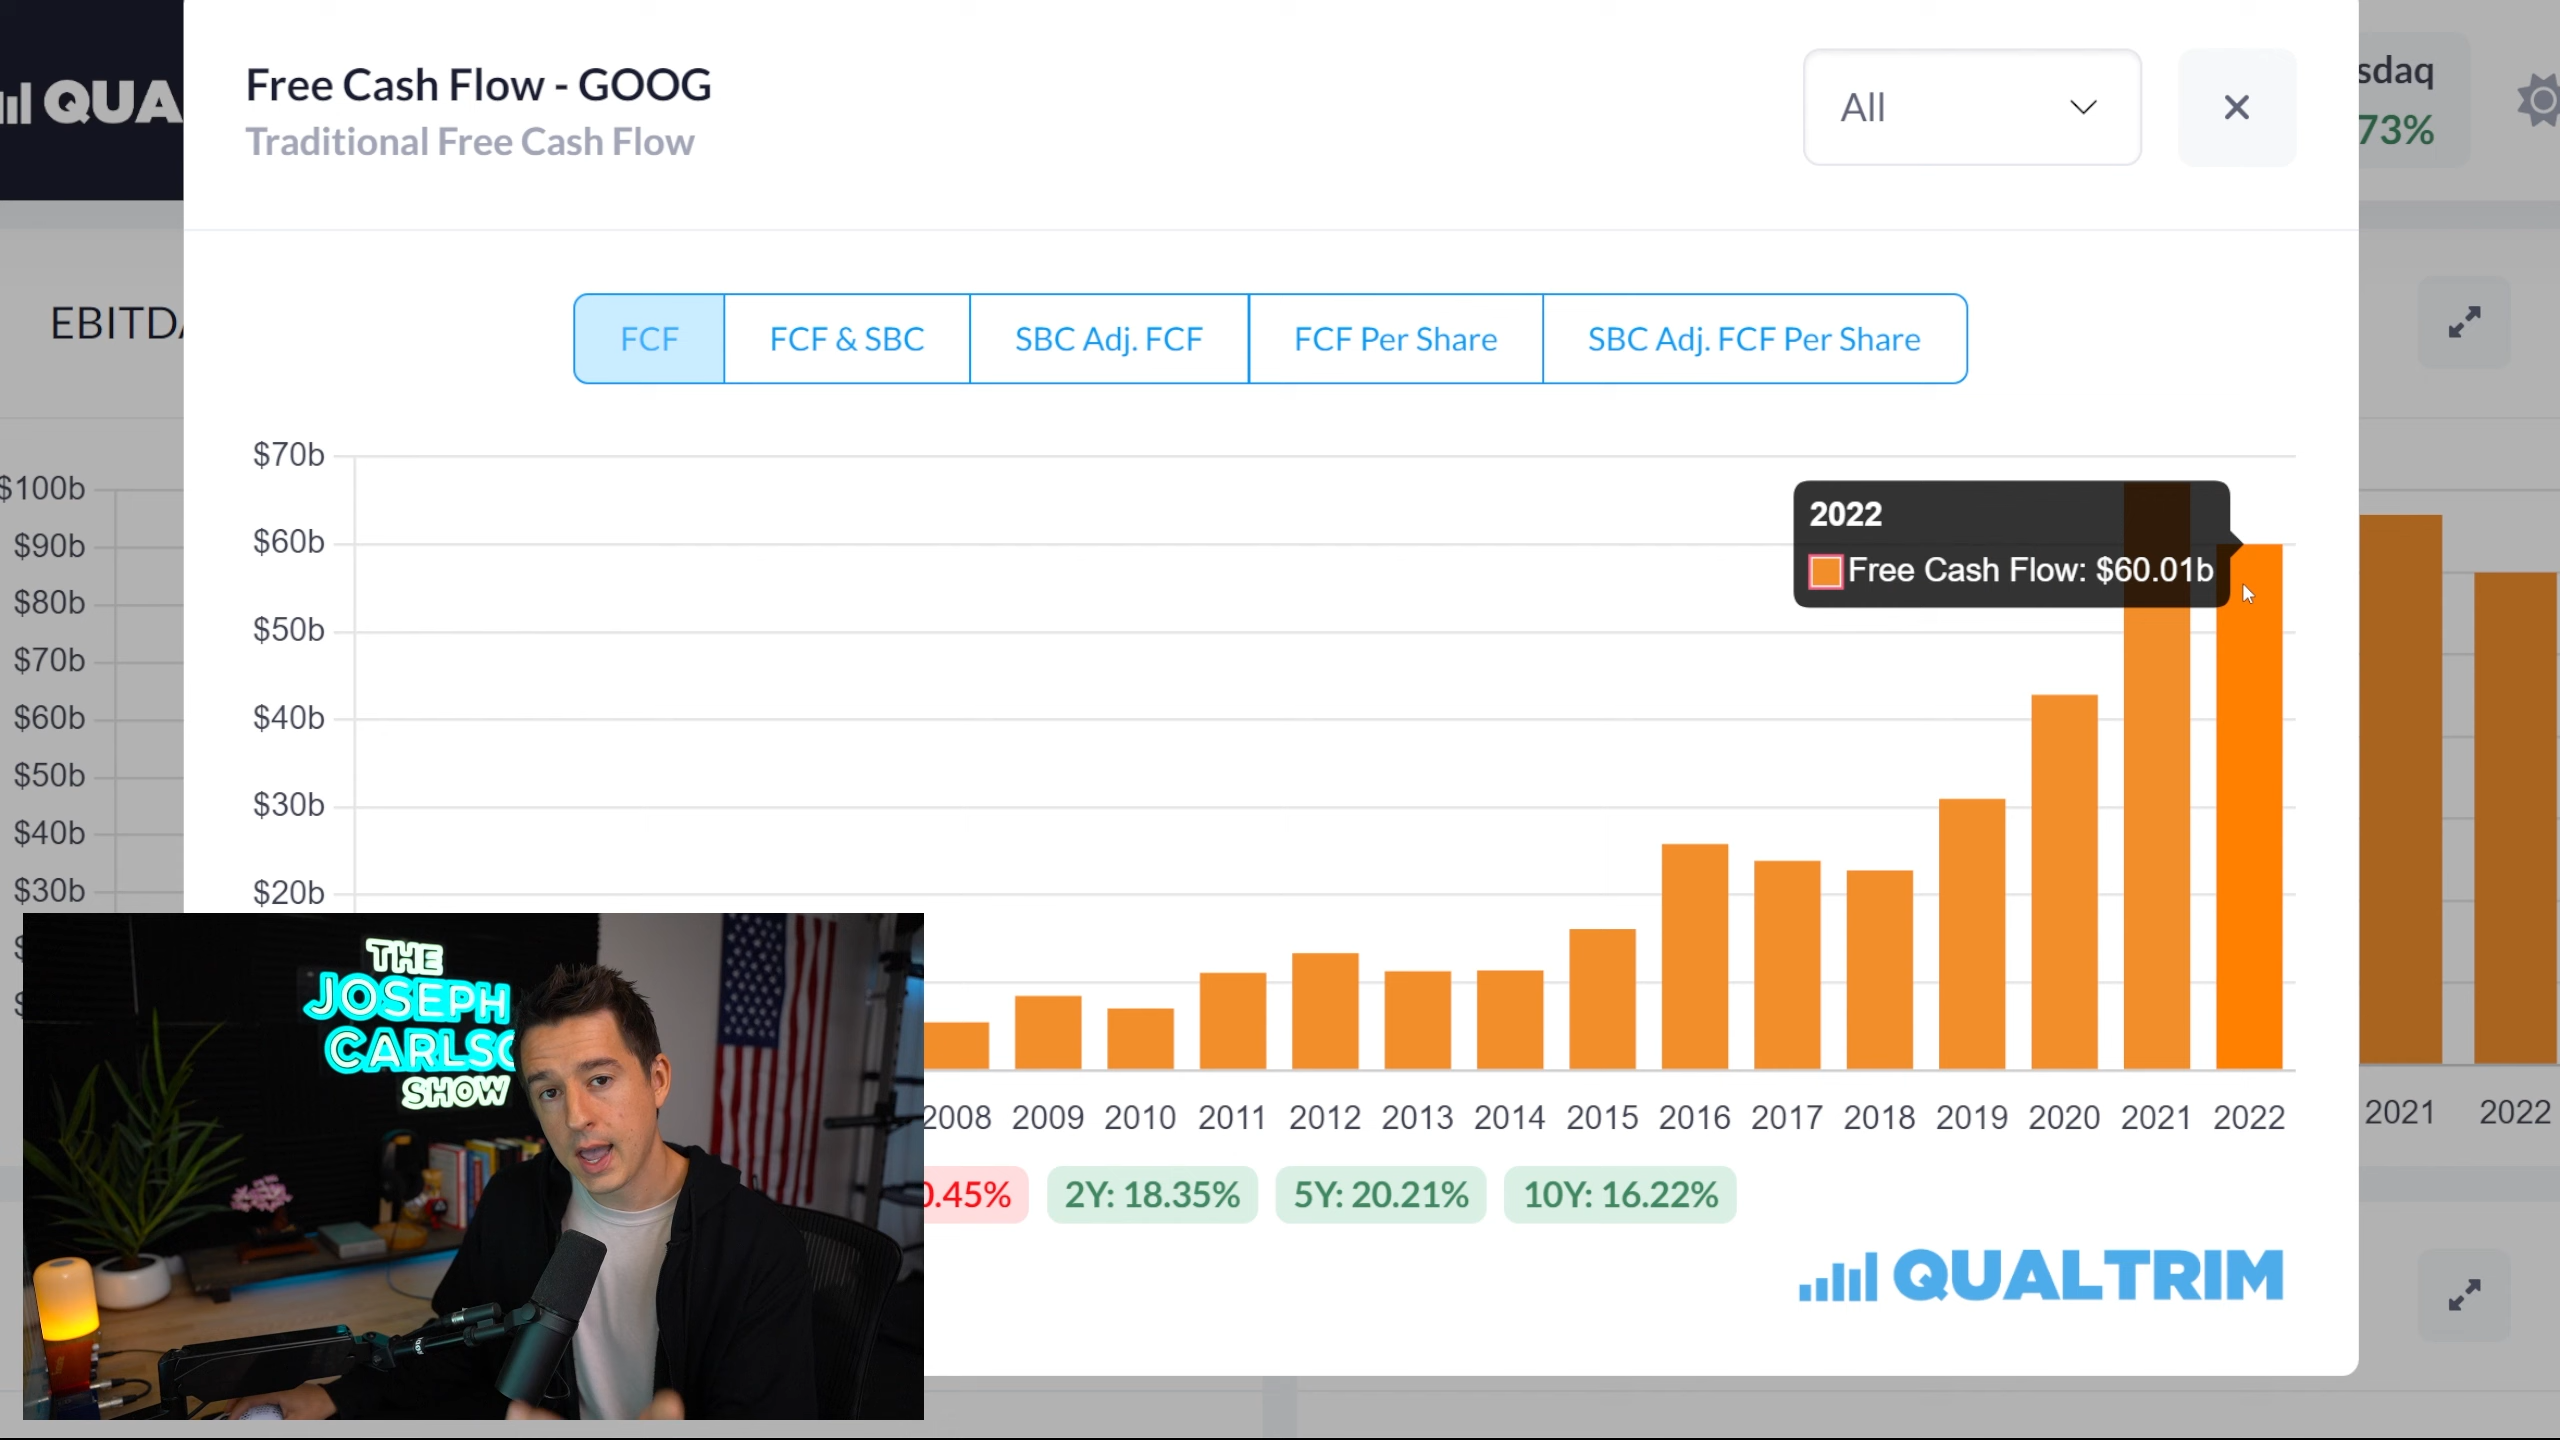 QUA
Free Cash Flow - GOOG
Traditional Free Cash Flow
All
sdaq
73%
EBITDA
FCF
FCF & SBC
SBC Adj. FCF
FCF Per Share
SBC Adj. FCF Per Share
$70b
$60b
$50b
$40b
$30b
$20b
2022
Free Cash Flow: $60.01b
$100b
$90b
$80b
$70b
$60b
$50b
$40b
$30b
THE
JOSEPH
CARLSO
SHOW
2008 2009 2010 2011 2012 2013 2014 2015 2016 2017 2018 2019 2020 2021 2022
2021 2022
0.45%
2Y: 18.35%
5Y: 20.21%
10Y: 16.22%
QUALTRIM